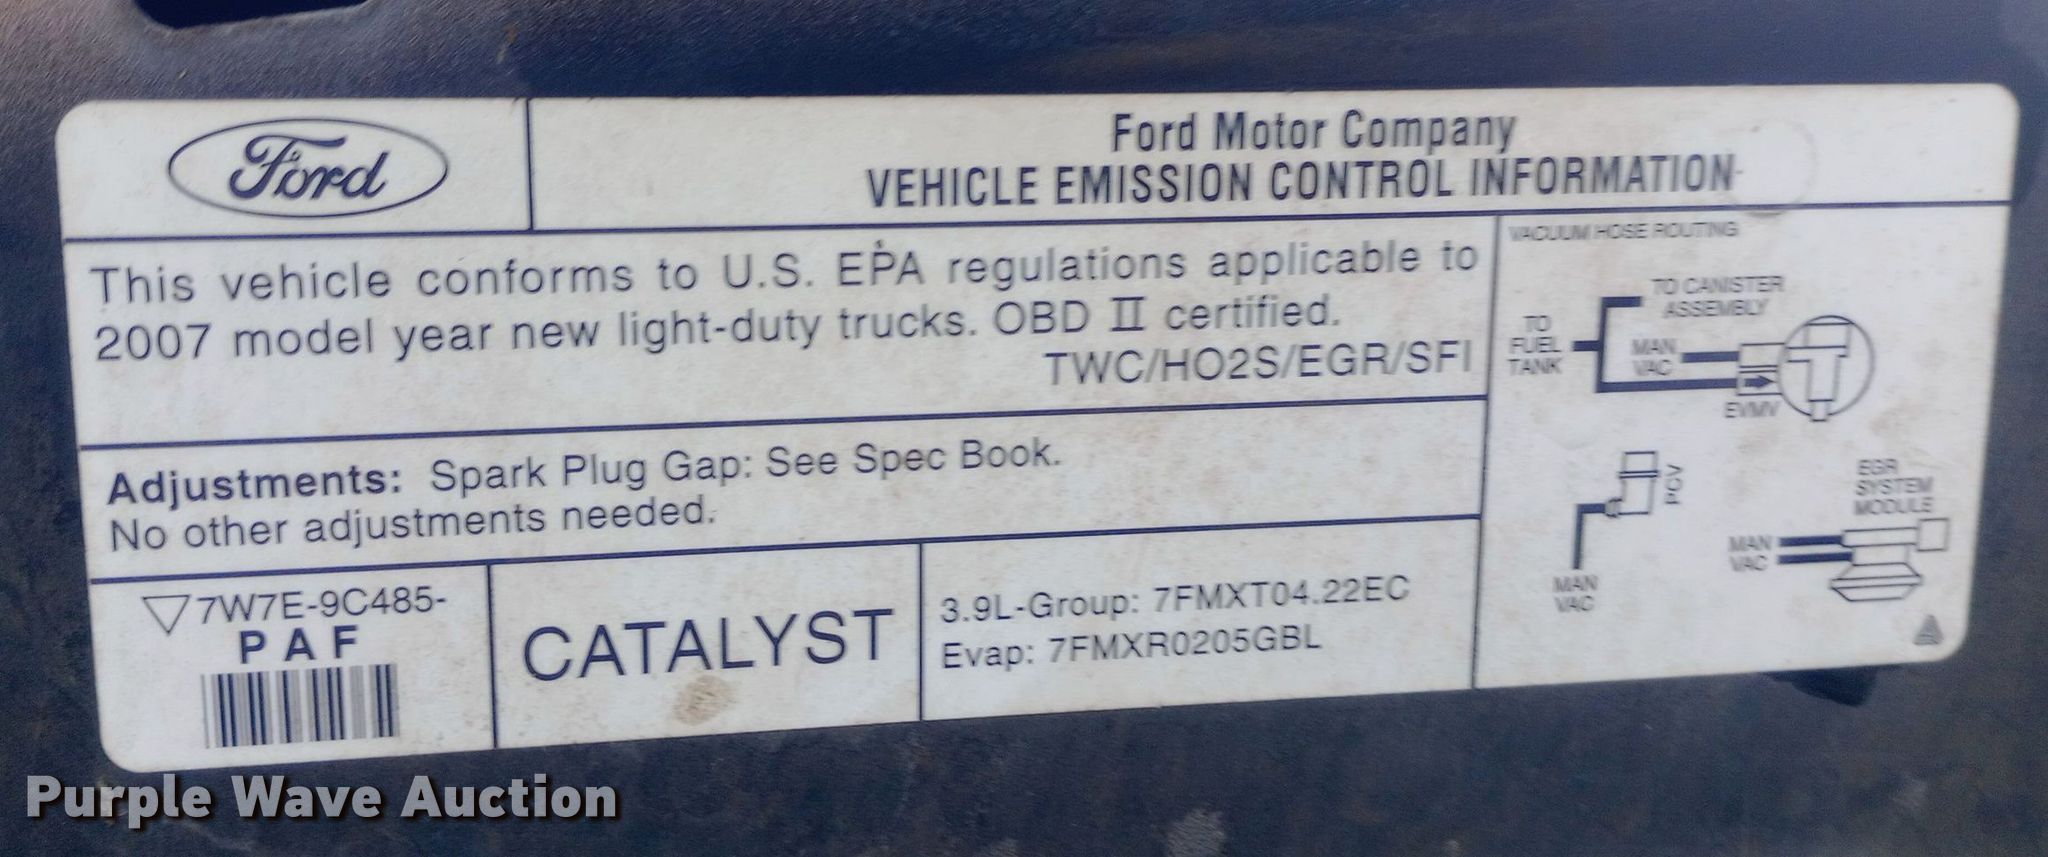 Ford
Ford Motor Company
VEHICLE EMISSION CONTROL INFORMATION
This vehicle conforms to U.S. EPA regulations applicable to
2007 model year new light-duty trucks. OBD II certified.
TWC/HO2S/EGR/SFI
Adjustments: Spark Plug Gap: See Spec Book.
No other adjustments needed.
7W7E-9C485-
PAF
CATALYST
3.9L-Group: 7FMXT04.22EC
Evap: 7FMXR0205GBL
VACUUM HOSE ROUTING
TO CANISTER
ASSEMBLY
TO
FUEL
TANK
MAN
VAC
EVMV
PCV
MAN
VAC
EGR
SYSTEM
MODULE
MAN
VAC
Purple Wave Auction